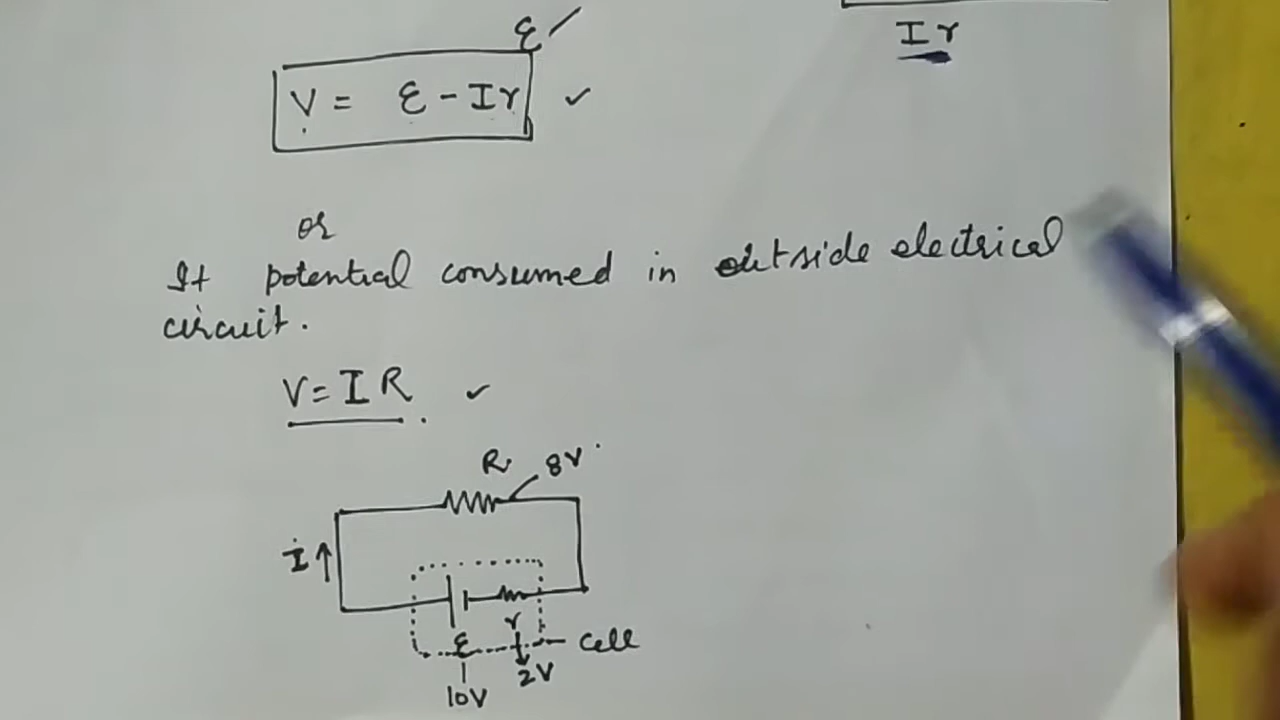 ε
Ir
V = ε - Ir
or
It potential consumed in outside electrical
circuit.
V = IR
R
8V
I
r
ε
Cell
2V
10V